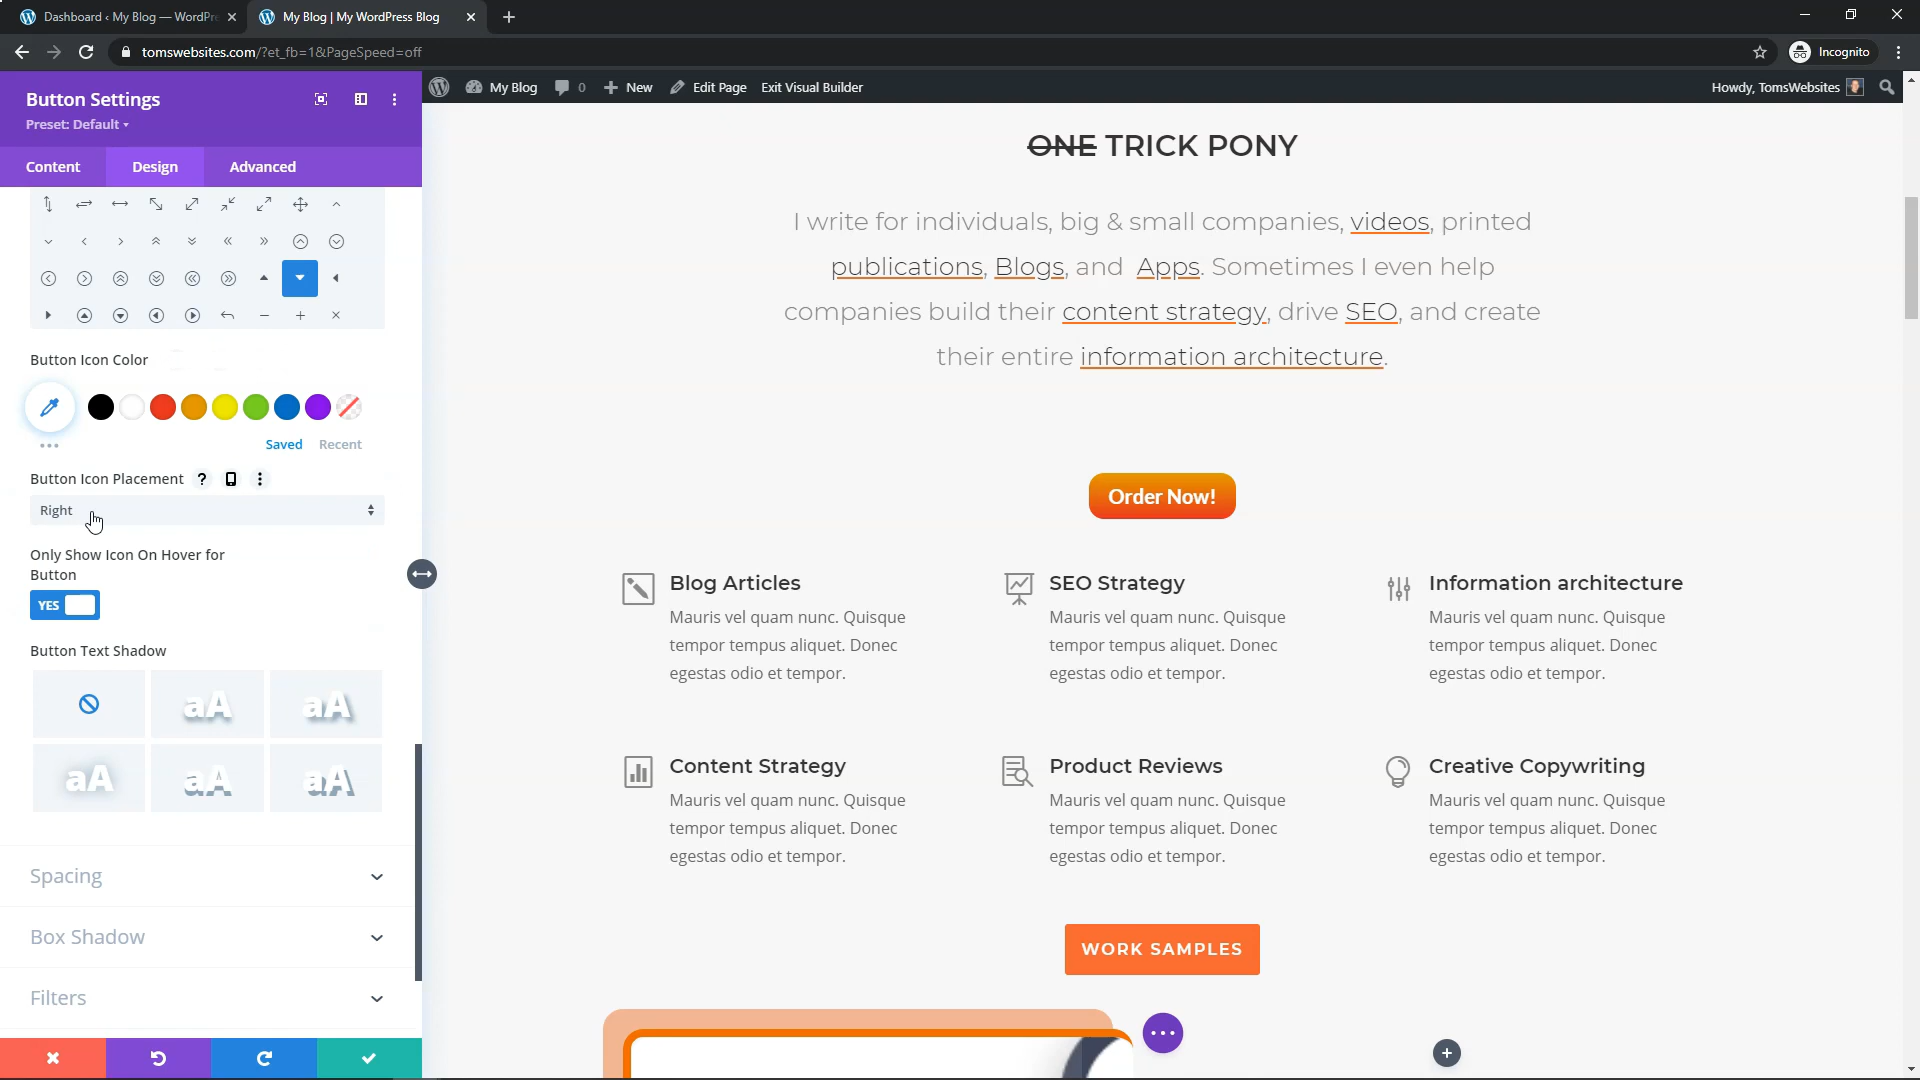 Dashboard ‹ My Blog — WordPre
My Blog | My WordPress Blog
tomswebsites.com/?et_fb=1&PageSpeed=off
Incognito
Button Settings
Preset: Default
Content
Design
Advanced
Button Icon Color
Saved
Recent
Button Icon Placement ?
Right
Only Show Icon On Hover for
Button
YES
Button Text Shadow
aA
aA
aA
aA
aA
Spacing
Box Shadow
Filters
My Blog
0
New
Edit Page
Exit Visual Builder
Howdy, TomsWebsites
ONE TRICK PONY
I write for individuals, big & small companies, videos, printed
publications, Blogs, and Apps. Sometimes I even help
companies build their content strategy, drive SEO, and create
their entire information architecture.
Order Now!
Blog Articles
Mauris vel quam nunc. Quisque
tempor tempus aliquet. Donec
egestas odio et tempor.
SEO Strategy
Mauris vel quam nunc. Quisque
tempor tempus aliquet. Donec
egestas odio et tempor.
Information architecture
Mauris vel quam nunc. Quisque
tempor tempus aliquet. Donec
egestas odio et tempor.
Content Strategy
Mauris vel quam nunc. Quisque
tempor tempus aliquet. Donec
egestas odio et tempor.
Product Reviews
Mauris vel quam nunc. Quisque
tempor tempus aliquet. Donec
egestas odio et tempor.
Creative Copywriting
Mauris vel quam nunc. Quisque
tempor tempus aliquet. Donec
egestas odio et tempor.
WORK SAMPLES